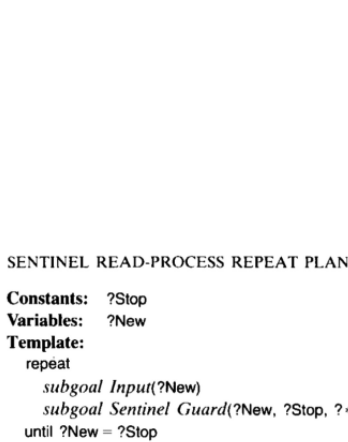 SENTINEL READ-PROCESS REPEAT PLAN
Constants: ?Stop
Variables: ?New
Template:
repeat
subgoal Input(?New)
subgoal Sentinel Guard(?New, ?Stop, ?
until ?New = ?Stop